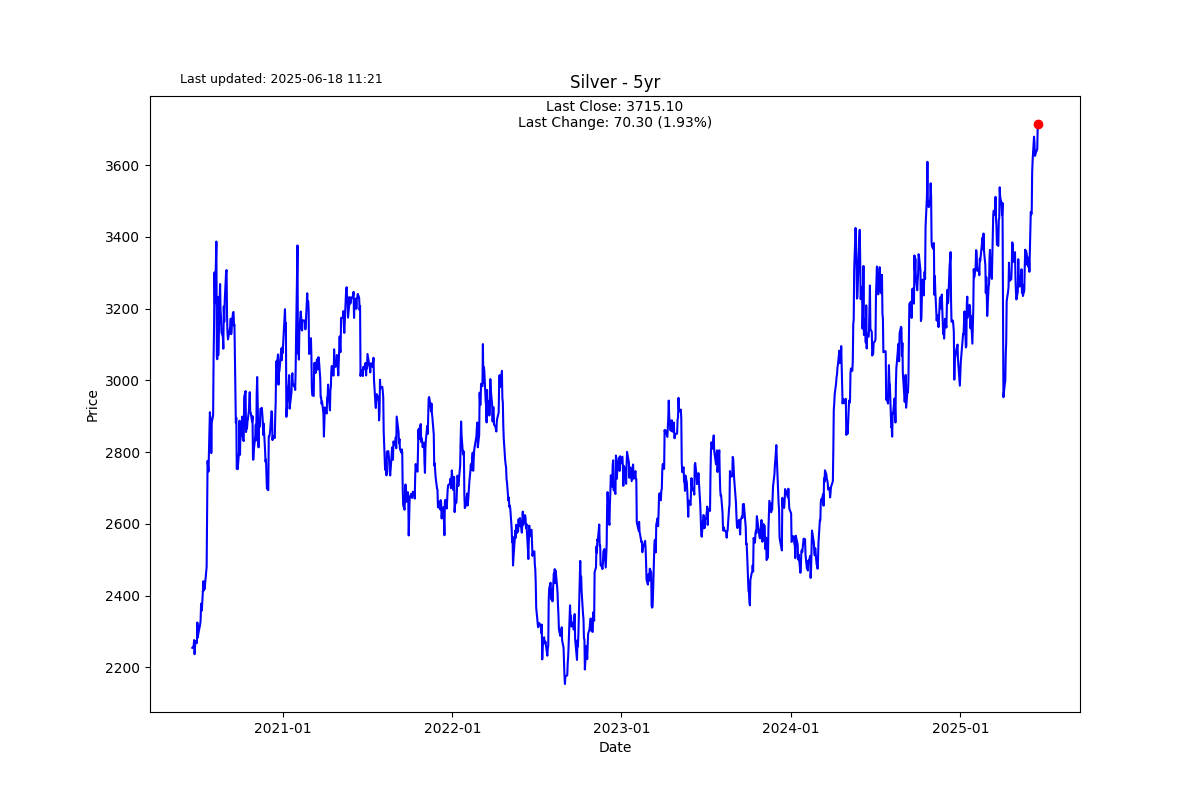 Last updated: 2025-06-18 11:21
Silver - 5yr
Last Close: 3715.10
Last Change: 70.30 (1.93%)
Price
3600
3400
3200
3000
2800
2600
2400
2200
2021-01
2022-01
2023-01
2024-01
2025-01
Date